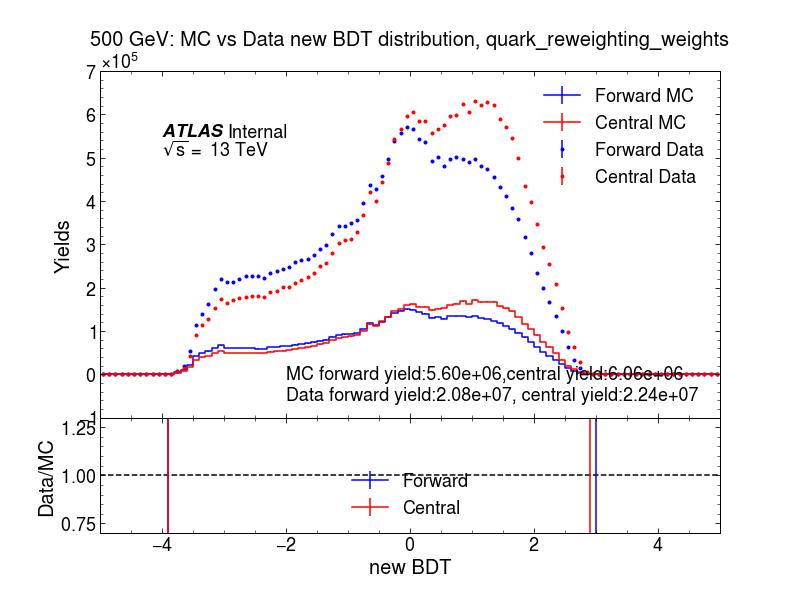 500 GeV: MC vs Data new BDT distribution, quark_reweighting_weights
×10⁵
7
6
5
4
3
2
1
0
−1
Yields
ATLAS Internal
√s = 13 TeV
Forward MC
Central MC
Forward Data
Central Data
MC forward yield:5.60e+06,central yield:6.06e+06
Data forward yield:2.08e+07, central yield:2.24e+07
1.25
1.00
0.75
Data/MC
Forward
Central
−4 −2 0 2 4
new BDT